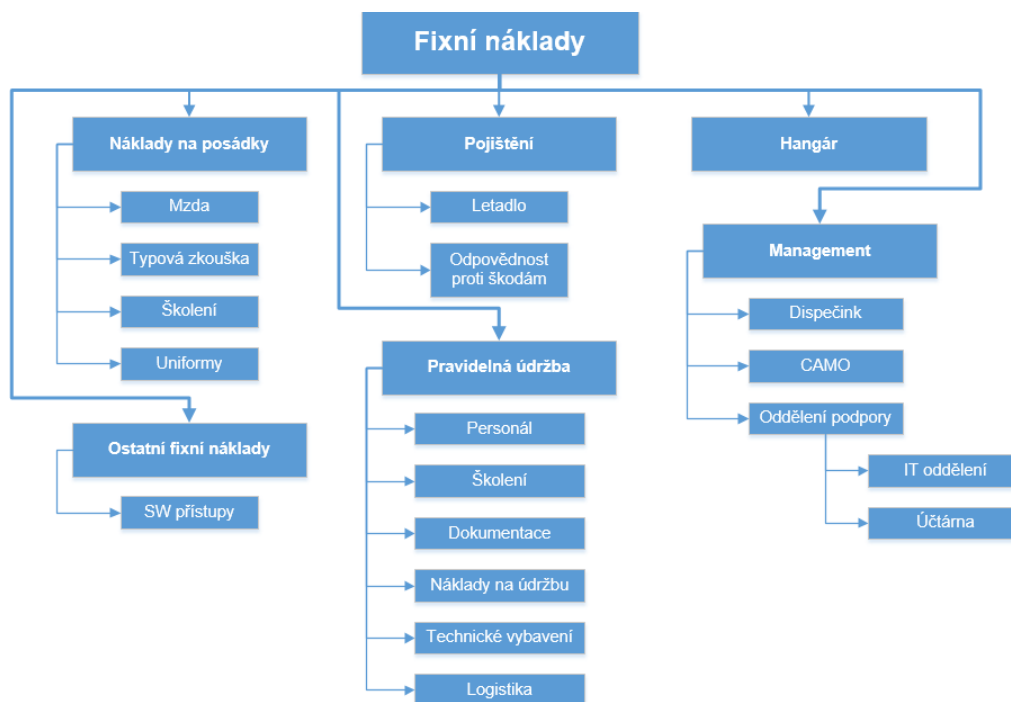 Fixní náklady
Náklady na posádky
Mzda
Typová zkouška
Školení
Uniformy
Ostatní fixní náklady
SW přístupy
Pojištění
Letadlo
Odpovědnost
proti škodám
Pravidelná údržba
Personál
Školení
Dokumentace
Náklady na údržbu
Technické vybavení
Logistika
Hangár
Management
Dispečink
CAMO
Oddělení podpory
IT oddělení
Účtárna